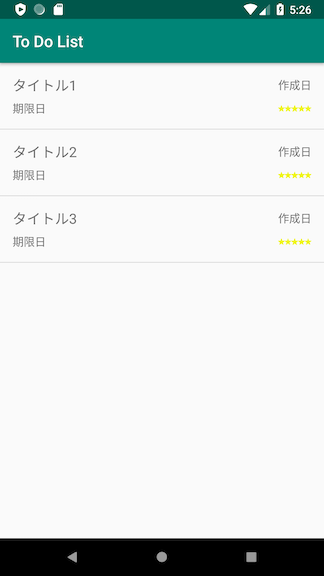 5:26
To Do List
タイトル1 作成日
期限日 ★★★★★
タイトル2 作成日
期限日 ★★★★★
タイトル3 作成日
期限日 ★★★★★